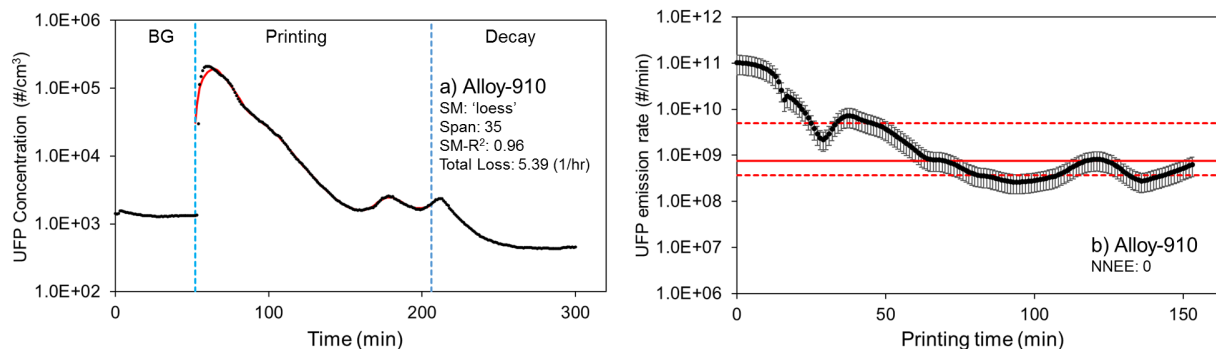 BG Printing Decay
UFP Concentration (#/cm³)
1.0E+06
1.0E+05
1.0E+04
1.0E+03
1.0E+02
a) Alloy-910
SM: ‘loess’
Span: 35
SM-R²: 0.96
Total Loss: 5.39 (1/hr)
0 100 200 300
Time (min)
UFP emission rate (#/min)
1.0E+12
1.0E+11
1.0E+10
1.0E+09
1.0E+08
1.0E+07
1.0E+06
b) Alloy-910
NNEE: 0
0 50 100 150
Printing time (min)